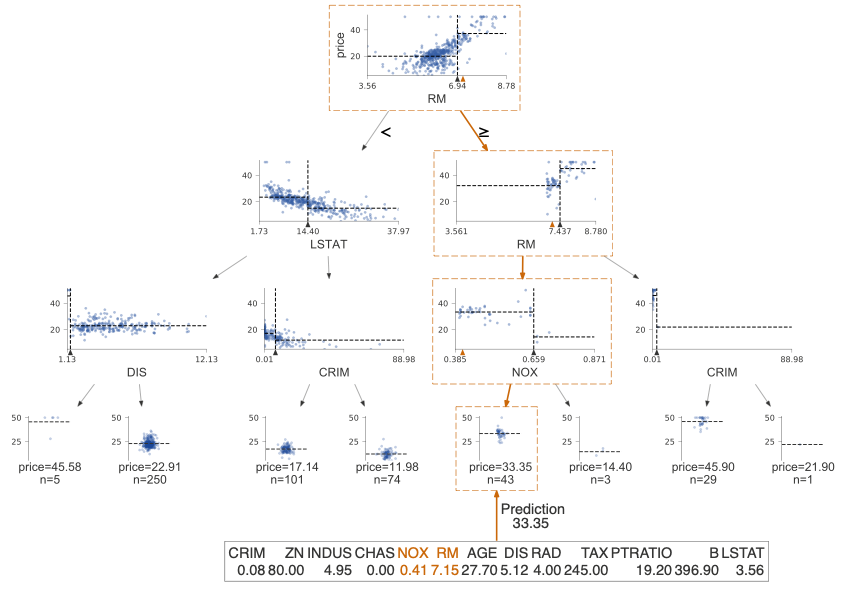 price
40
20
3.56 6.94 8.78
RM
< ≥
40
20
1.73 14.40 37.97
LSTAT
40
20
3.561 7.437 8.780
RM
40
20
1.13 12.13
DIS
40
20
0.01 88.98
CRIM
40
20
0.385 0.659 0.871
NOX
40
20
0.01 88.98
CRIM
50
25
price=45.58
n=5
50
25
price=22.91
n=250
50
25
price=17.14
n=101
50
25
price=11.98
n=74
50
25
price=33.35
n=43
50
25
price=14.40
n=3
50
25
price=45.90
n=29
50
25
price=21.90
n=1
Prediction
33.35
CRIM ZN INDUS CHAS NOX RM AGE DIS RAD TAX PTRATIO B LSTAT
0.08 80.00 4.95 0.00 0.41 7.15 27.70 5.12 4.00 245.00 19.20 396.90 3.56